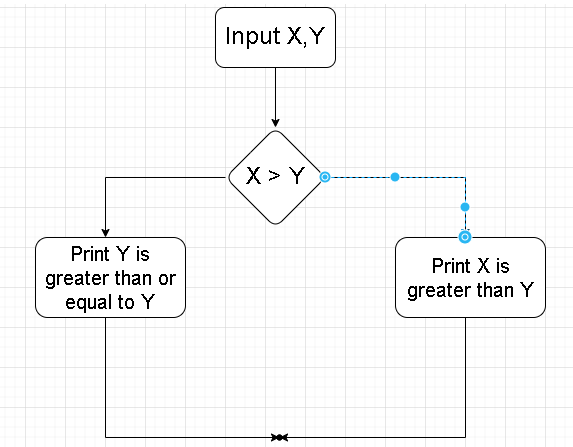 Input X,Y
X > Y
Print Y is
greater than or
equal to Y
Print X is
greater than Y